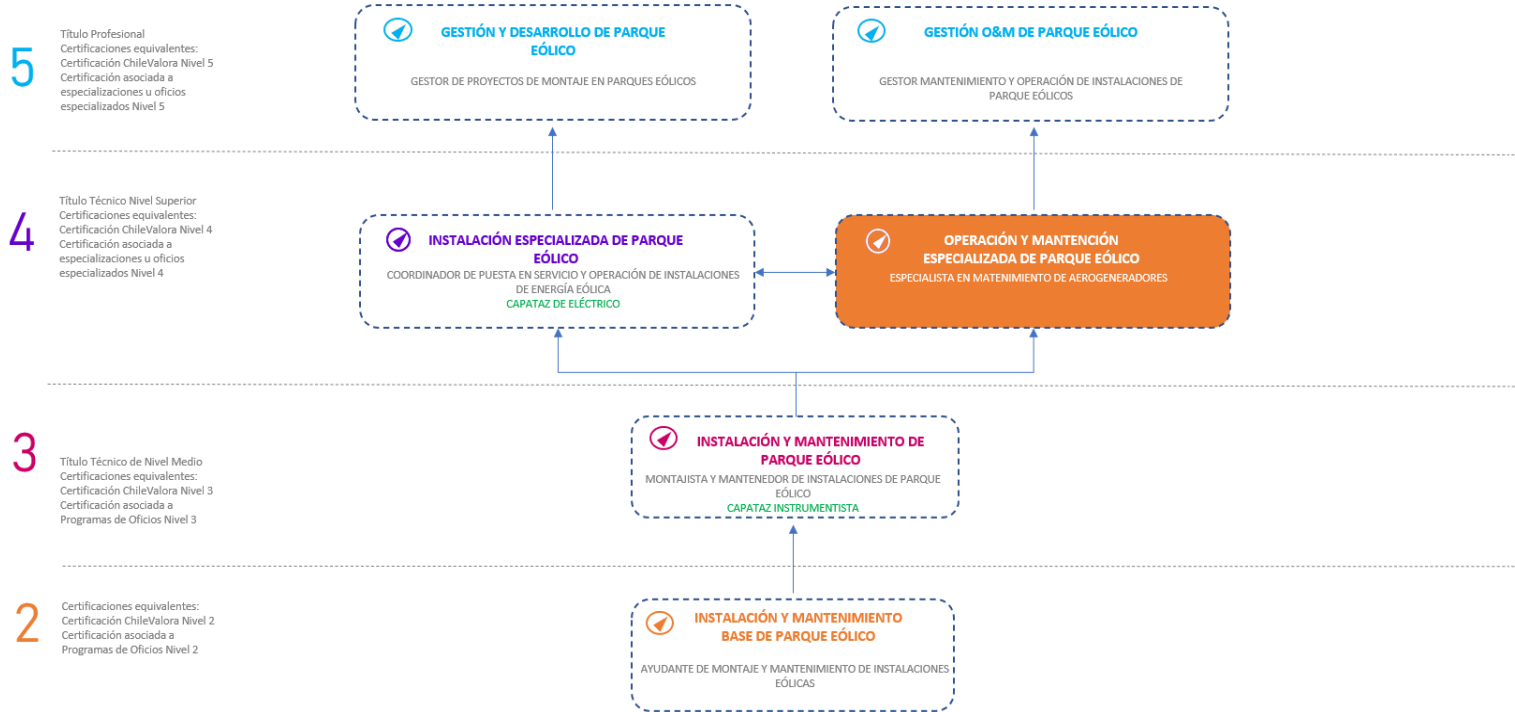 5
Título Profesional
Certificaciones equivalentes:
Certificación ChileValora Nivel 5
Certificación asociada a
especializaciones u oficios
especializados Nivel 5
GESTIÓN Y DESARROLLO DE PARQUE
EÓLICO
GESTOR DE PROYECTOS DE MONTAJE EN PARQUES EÓLICOS
GESTIÓN O&M DE PARQUE EÓLICO
GESTOR MANTENIMIENTO Y OPERACIÓN DE INSTALACIONES DE
PARQUE EÓLICOS
4
Título Técnico Nivel Superior
Certificaciones equivalentes:
Certificación ChileValora Nivel 4
Certificación asociada a
especializaciones u oficios
especializados Nivel 4
INSTALACIÓN ESPECIALIZADA DE PARQUE
EÓLICO
COORDINADOR DE PUESTA EN SERVICIO Y OPERACIÓN DE INSTALACIONES
DE ENERGÍA EÓLICA
CAPATAZ DE ELÉCTRICO
OPERACIÓN Y MANTENCIÓN
ESPECIALIZADA DE PARQUE EÓLICO
ESPECIALISTA EN MATENIMIENTO DE AEROGENERADORES
3
Título Técnico de Nivel Medio
Certificaciones equivalentes:
Certificación ChileValora Nivel 3
Certificación asociada a
Programas de Oficios Nivel 3
INSTALACIÓN Y MANTENIMIENTO DE
PARQUE EÓLICO
MONTAJISTA Y MANTENEDOR DE INSTALACIONES DE PARQUE
EÓLICO
CAPATAZ INSTRUMENTISTA
2
Certificaciones equivalentes:
Certificación ChileValora Nivel 2
Certificación asociada a
Programas de Oficios Nivel 2
INSTALACIÓN Y MANTENIMIENTO
BASE DE PARQUE EÓLICO
AYUDANTE DE MONTAJE Y MANTENIMIENTO DE INSTALACIONES
EÓLICAS